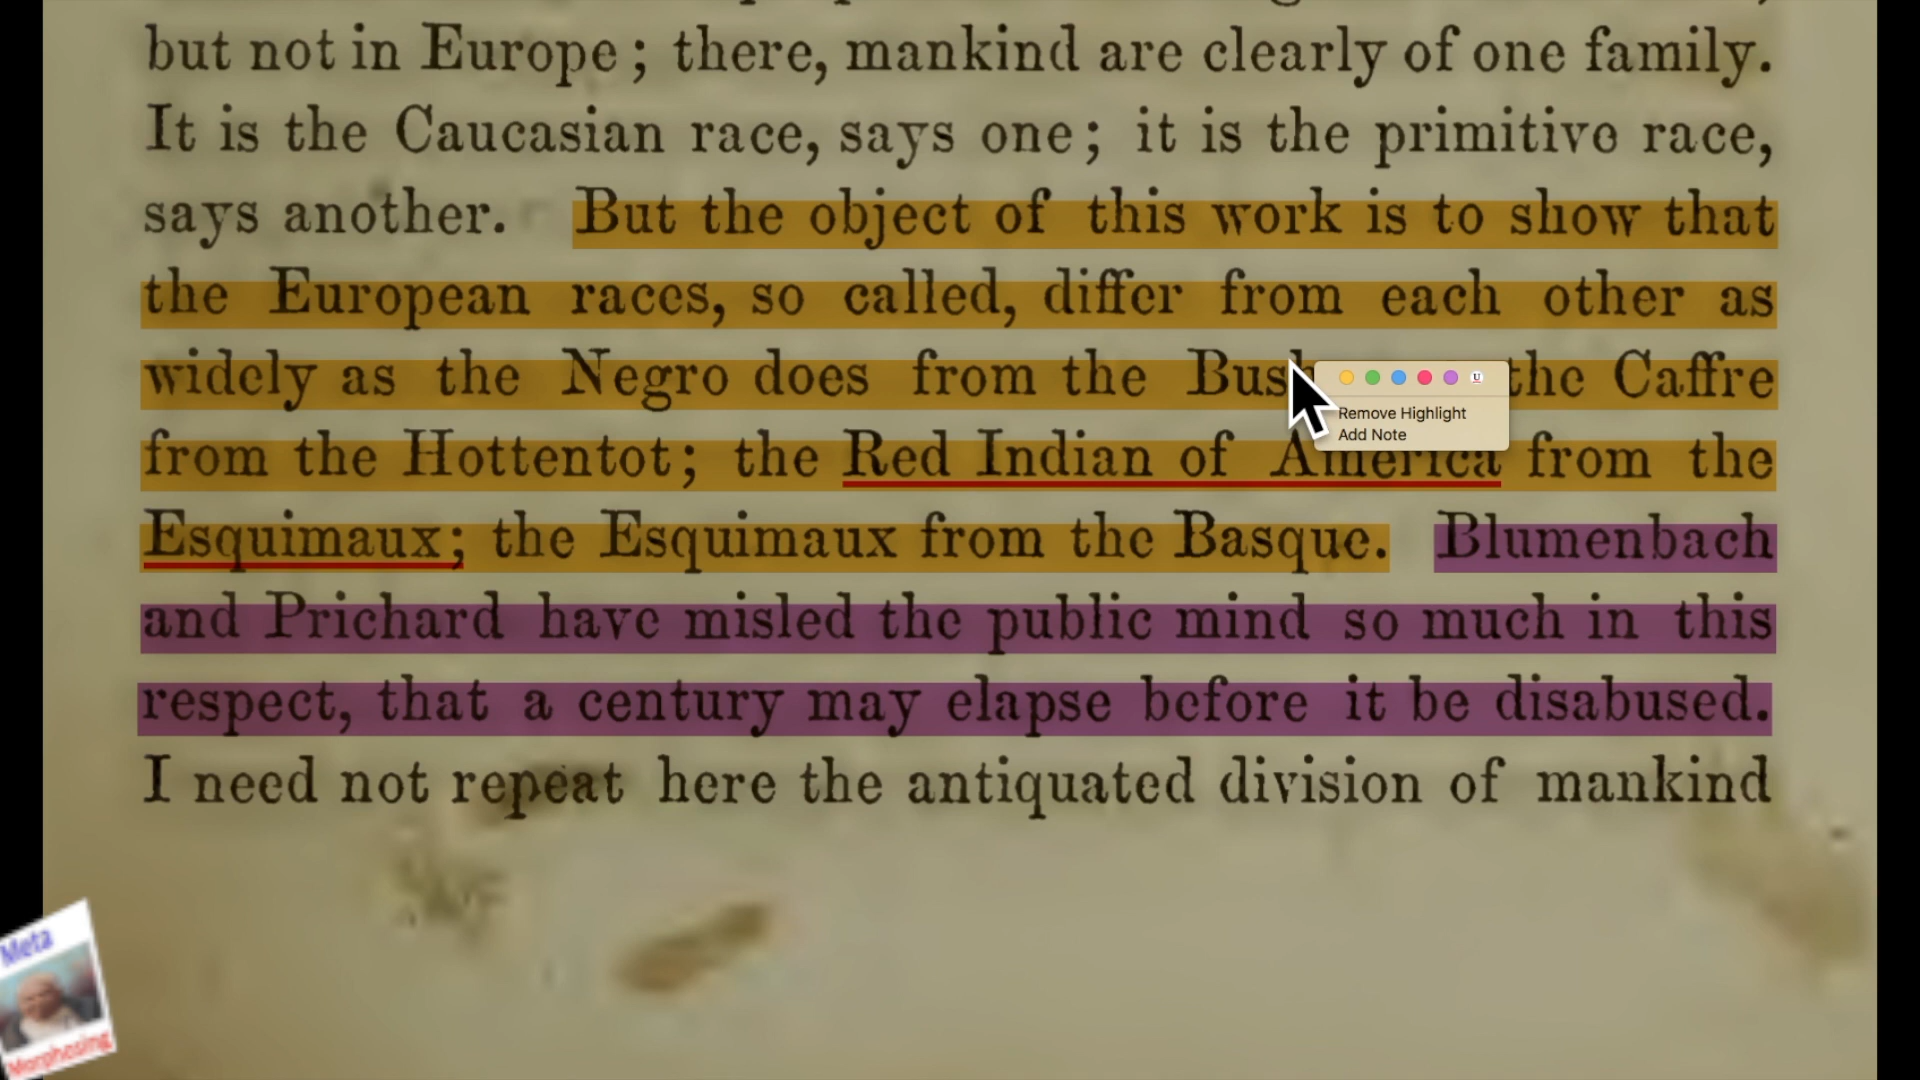 but not in Europe; there, mankind are clearly of one family.
It is the Caucasian race, says one; it is the primitive race,
says another. But the object of this work is to show that
the European races, so called, differ from each other as
widely as the Negro does from the the Caffre
Remove Highlight
Add Note
from the Hottentot; the Red Indian of America from the
Esquimaux; the Esquimaux from the Basque. Blumenbach
and Prichard have misled the public mind so much in this
respect, that a century may elapse before it be disabused.
I need not repeat here the antiquated division of mankind
Meta
Morphosing